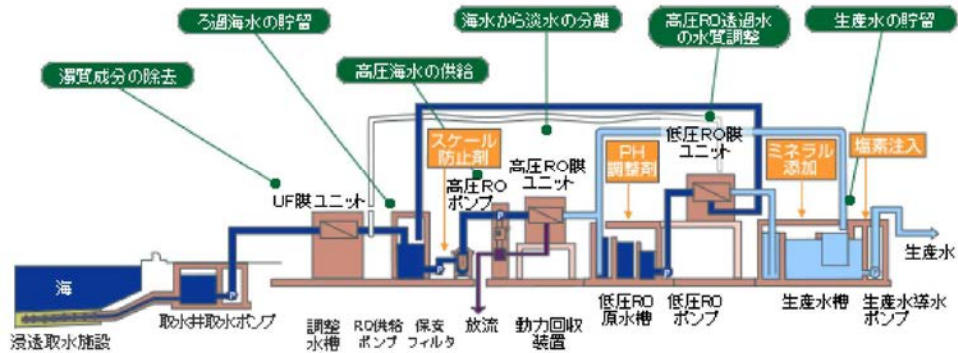 ろ過海水の貯留
海水から淡水の分離
高圧RO透過水
の水質調整
生産水の貯留
濁質成分の除去
高圧海水の供給
スケール
防止剤
高圧RO
ポンプ
高圧RO膜
ユニット
PH
調整剤
低圧RO膜
ユニット
ミネラル
添加
塩素注入
UF膜ユニット
海
生産水
浸透取水施設
取水井取水ポンプ
調整
水槽
RO供給
ポンプ
保安
フィルタ
放流
動力回収
装置
低圧RO
原水槽
低圧RO
ポンプ
生産水槽
生産水導水
ポンプ
P
P
P
P
P
P